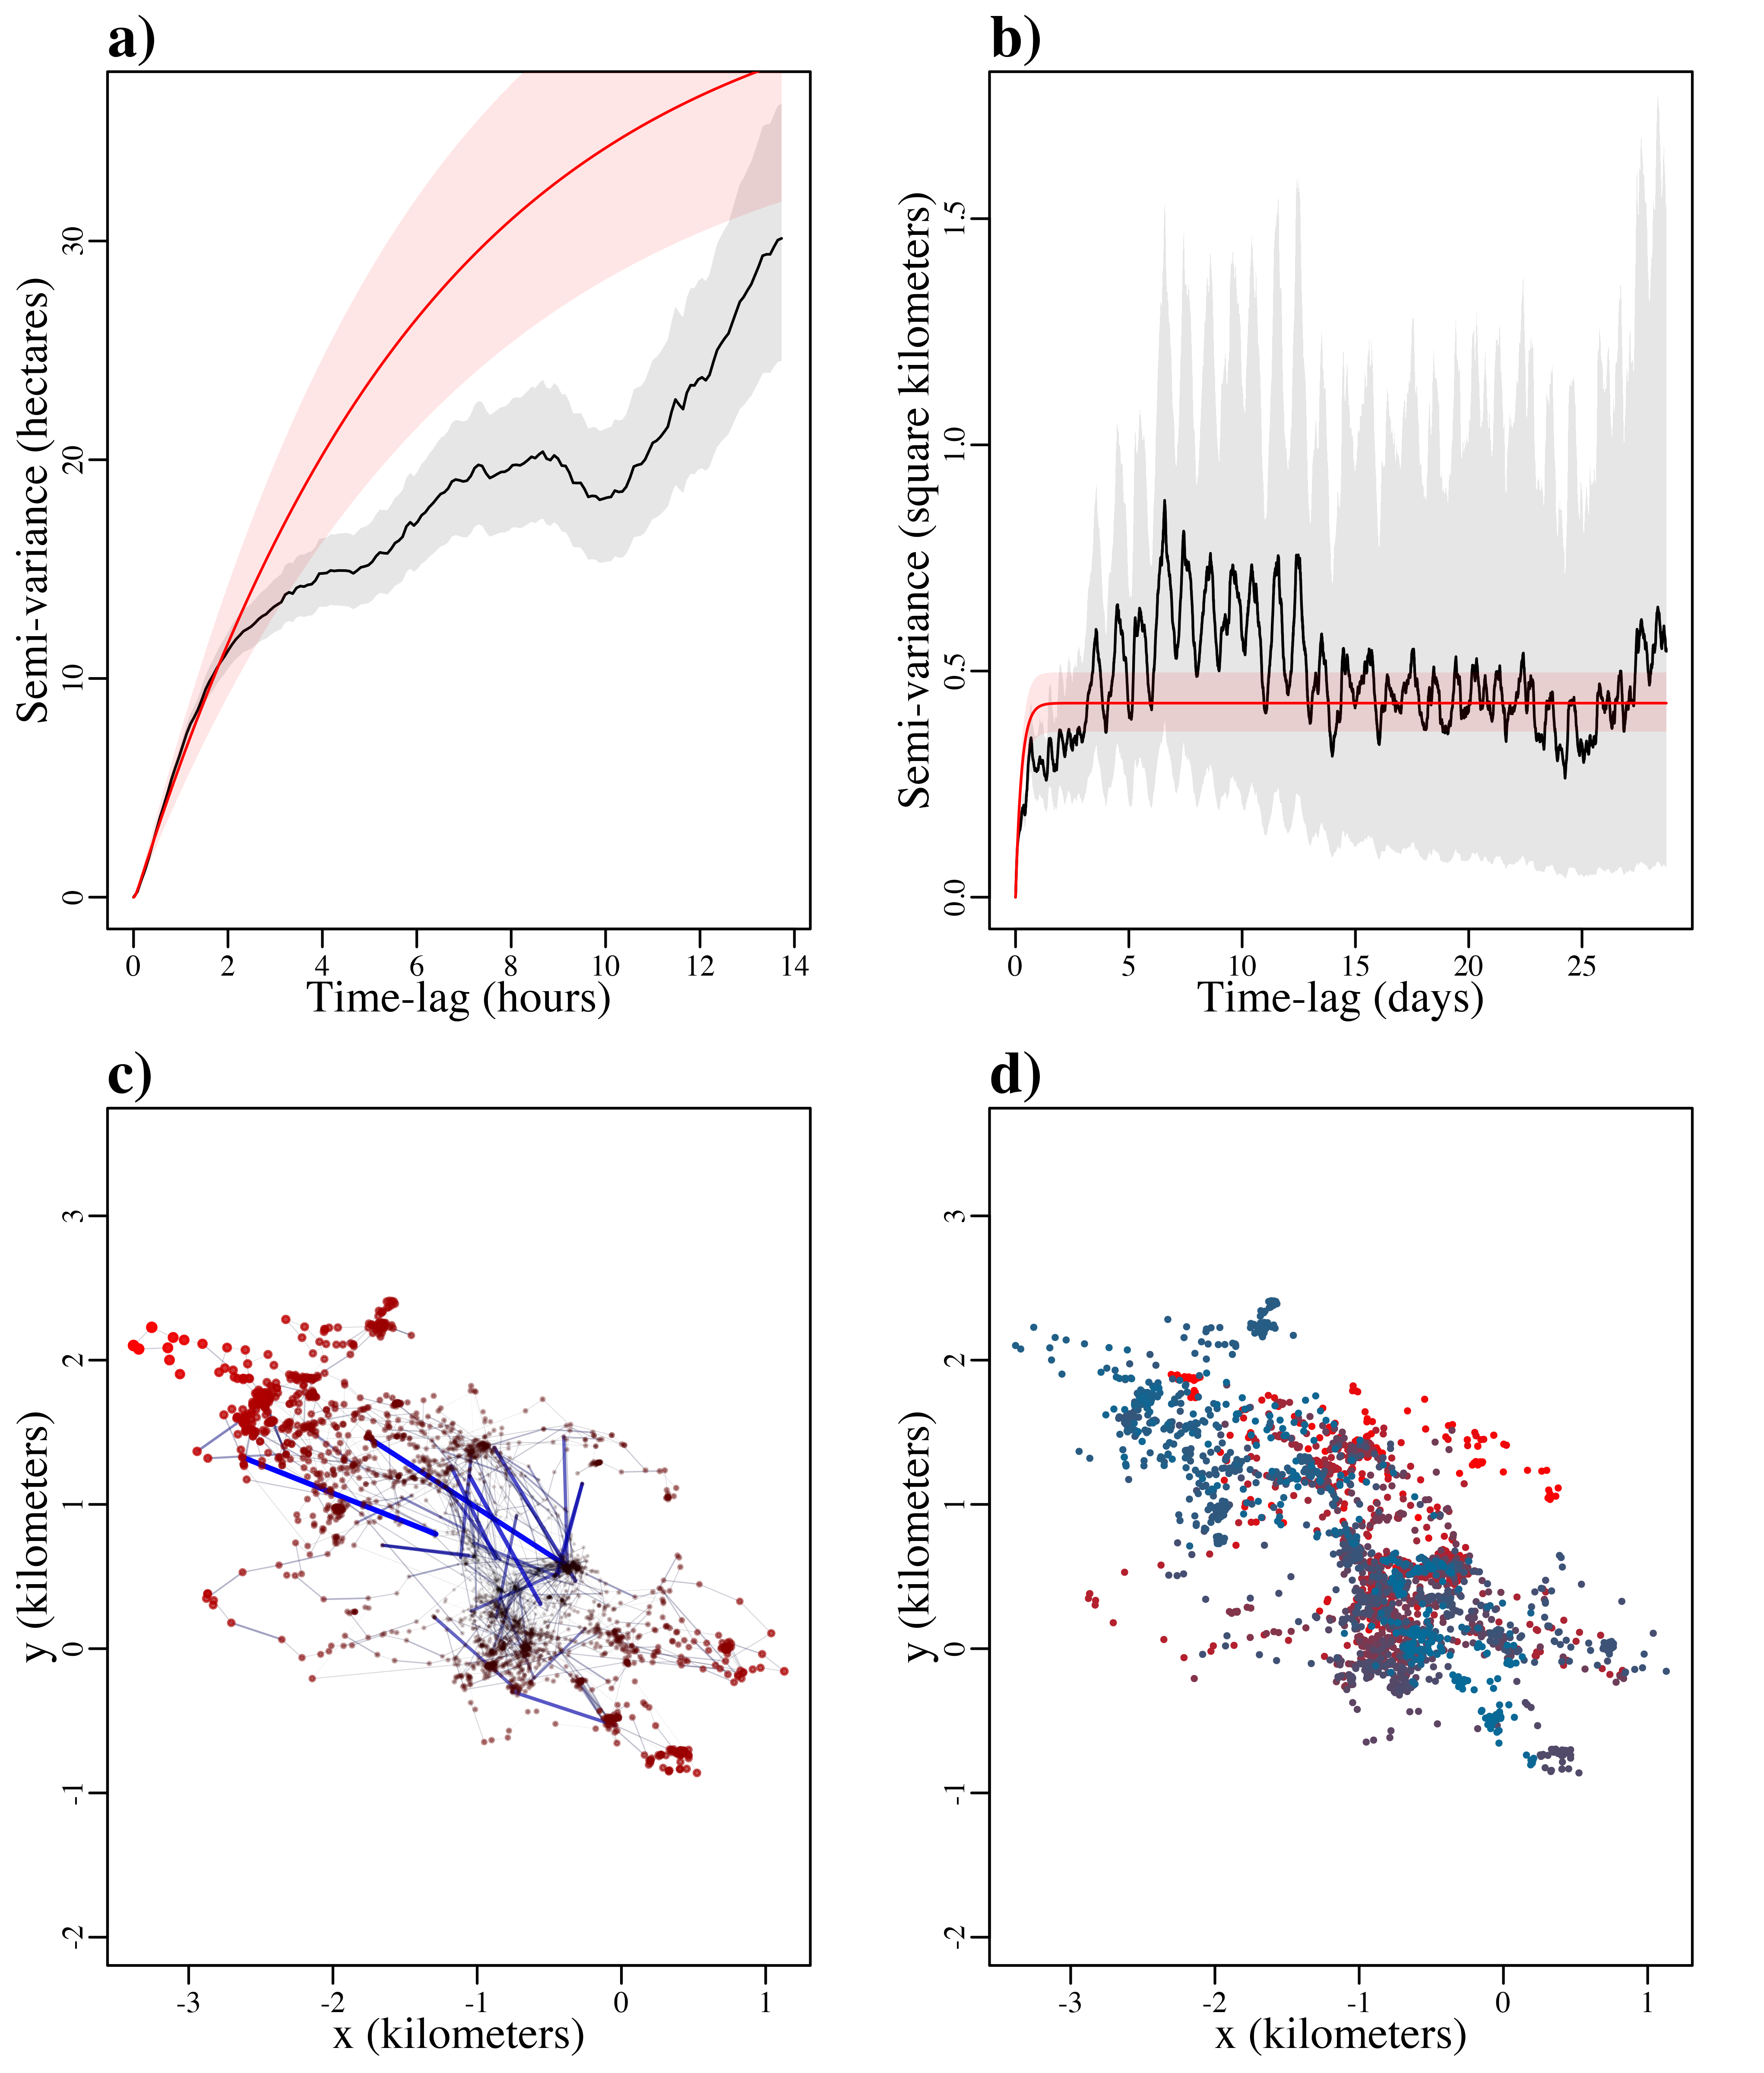 a)
Semi-variance (hectares)
0 10 20 30
0 2 4 6 8 10 12 14
Time-lag (hours)
b)
Semi-variance (square kilometers)
0.0 0.5 1.0 1.5
0 5 10 15 20 25
Time-lag (days)
c)
y (kilometers)
-2 -1 0 1 2 3
-3 -2 -1 0 1
x (kilometers)
d)
y (kilometers)
-2 -1 0 1 2 3
-3 -2 -1 0 1
x (kilometers)